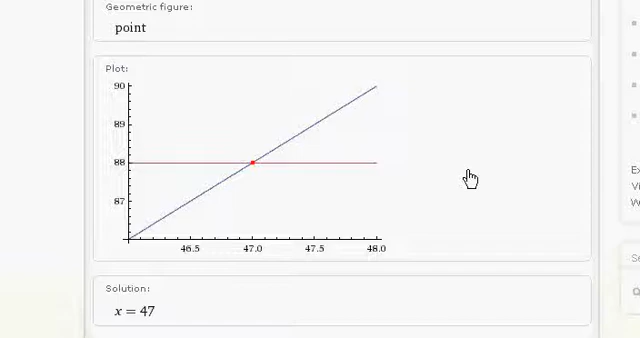 Geometric figure:
point
Plot:
90
89
88
87
46.5 47.0 47.5 48.0
Solution:
x = 47